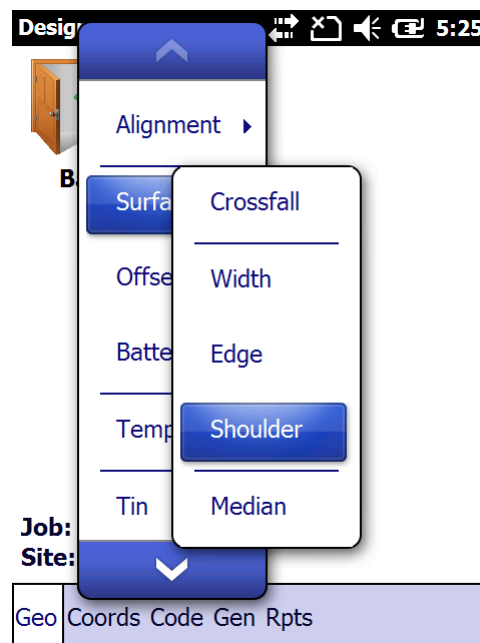 Desig
5:25
Alignment
B
Surfa
Crossfall
Offse
Width
Batte
Edge
Temp
Shoulder
Tin
Median
Job:
Site:
Geo Coords Code Gen Rpts